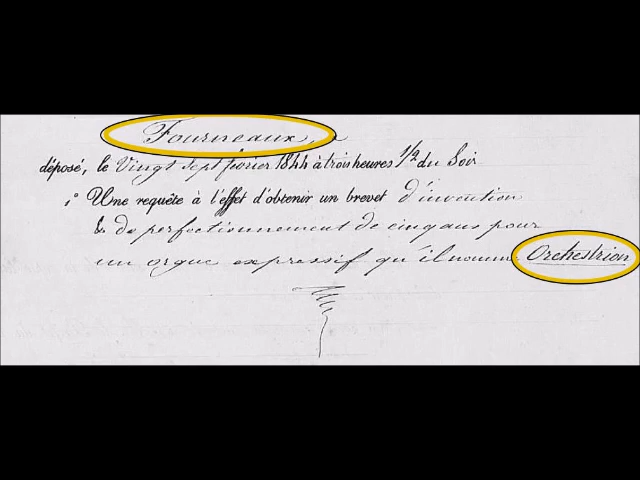 Fourneaux, a
déposé, le Vingt sept février 1844 à trois heures 1/2 du Soir
1° Une requête à l'effet d'obtenir un brevet d'invention
& de perfectionnement de cinq ans pour
un orgue expressif qu'il nomme Orchestrion